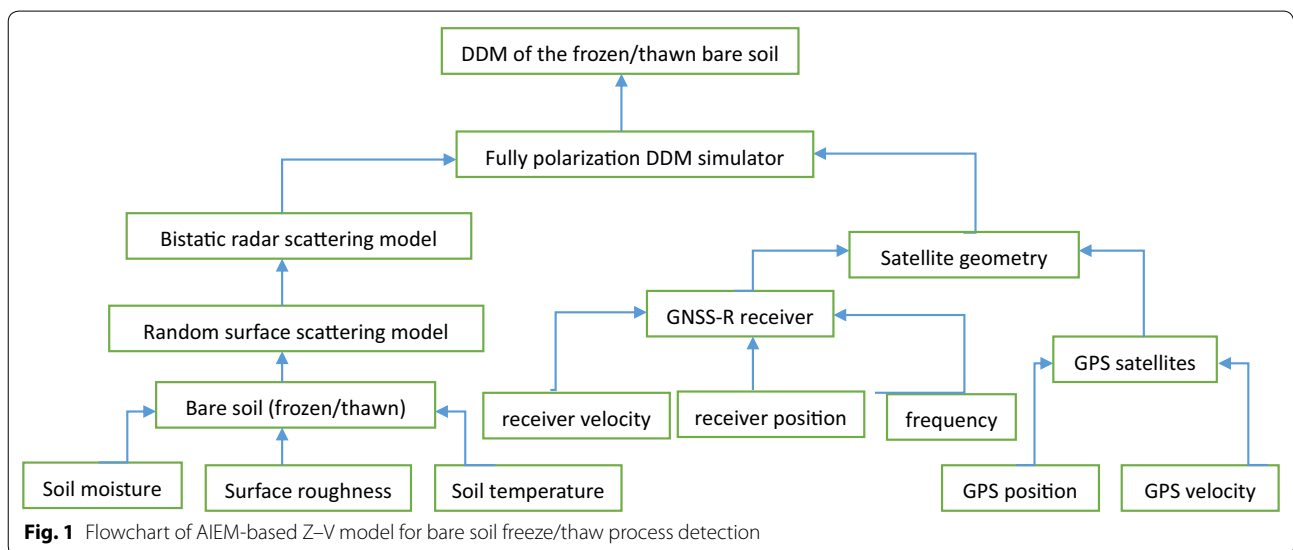 DDM of the frozen/thawn bare soil
Fully polarization DDM simulator
Bistatic radar scattering model
Satellite geometry
Random surface scattering model
GNSS-R receiver
GPS satellites
Bare soil (frozen/thawn)
receiver velocity
receiver position
frequency
Soil moisture
Surface roughness
Soil temperature
GPS position
GPS velocity
Fig. 1 Flowchart of AIEM-based Z–V model for bare soil freeze/thaw process detection